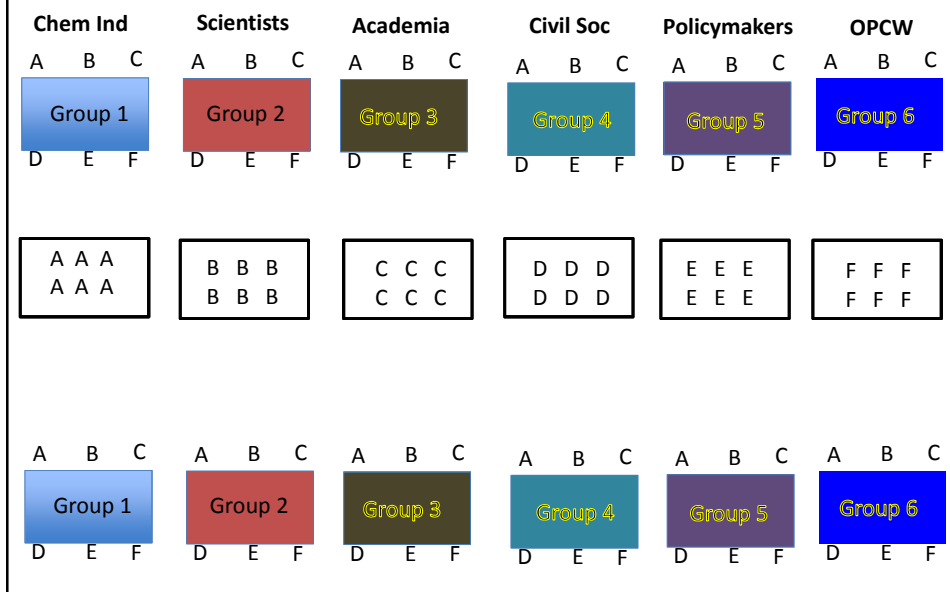 Chem Ind Scientists Academia Civil Soc Policymakers OPCW
A B C A B C A B C A B C A B C A B C
Group 1 Group 2 Group 3 Group 4 Group 5 Group 6
D E F D E F D E F D E F D E F D E F
A A A B B B C C C D D D E E E F F F
A A A B B B C C C D D D E E E F F F
A B C A B C A B C A B C A B C A B C
Group 1 Group 2 Group 3 Group 4 Group 5 Group 6
D E F D E F D E F D E F D E F D E F